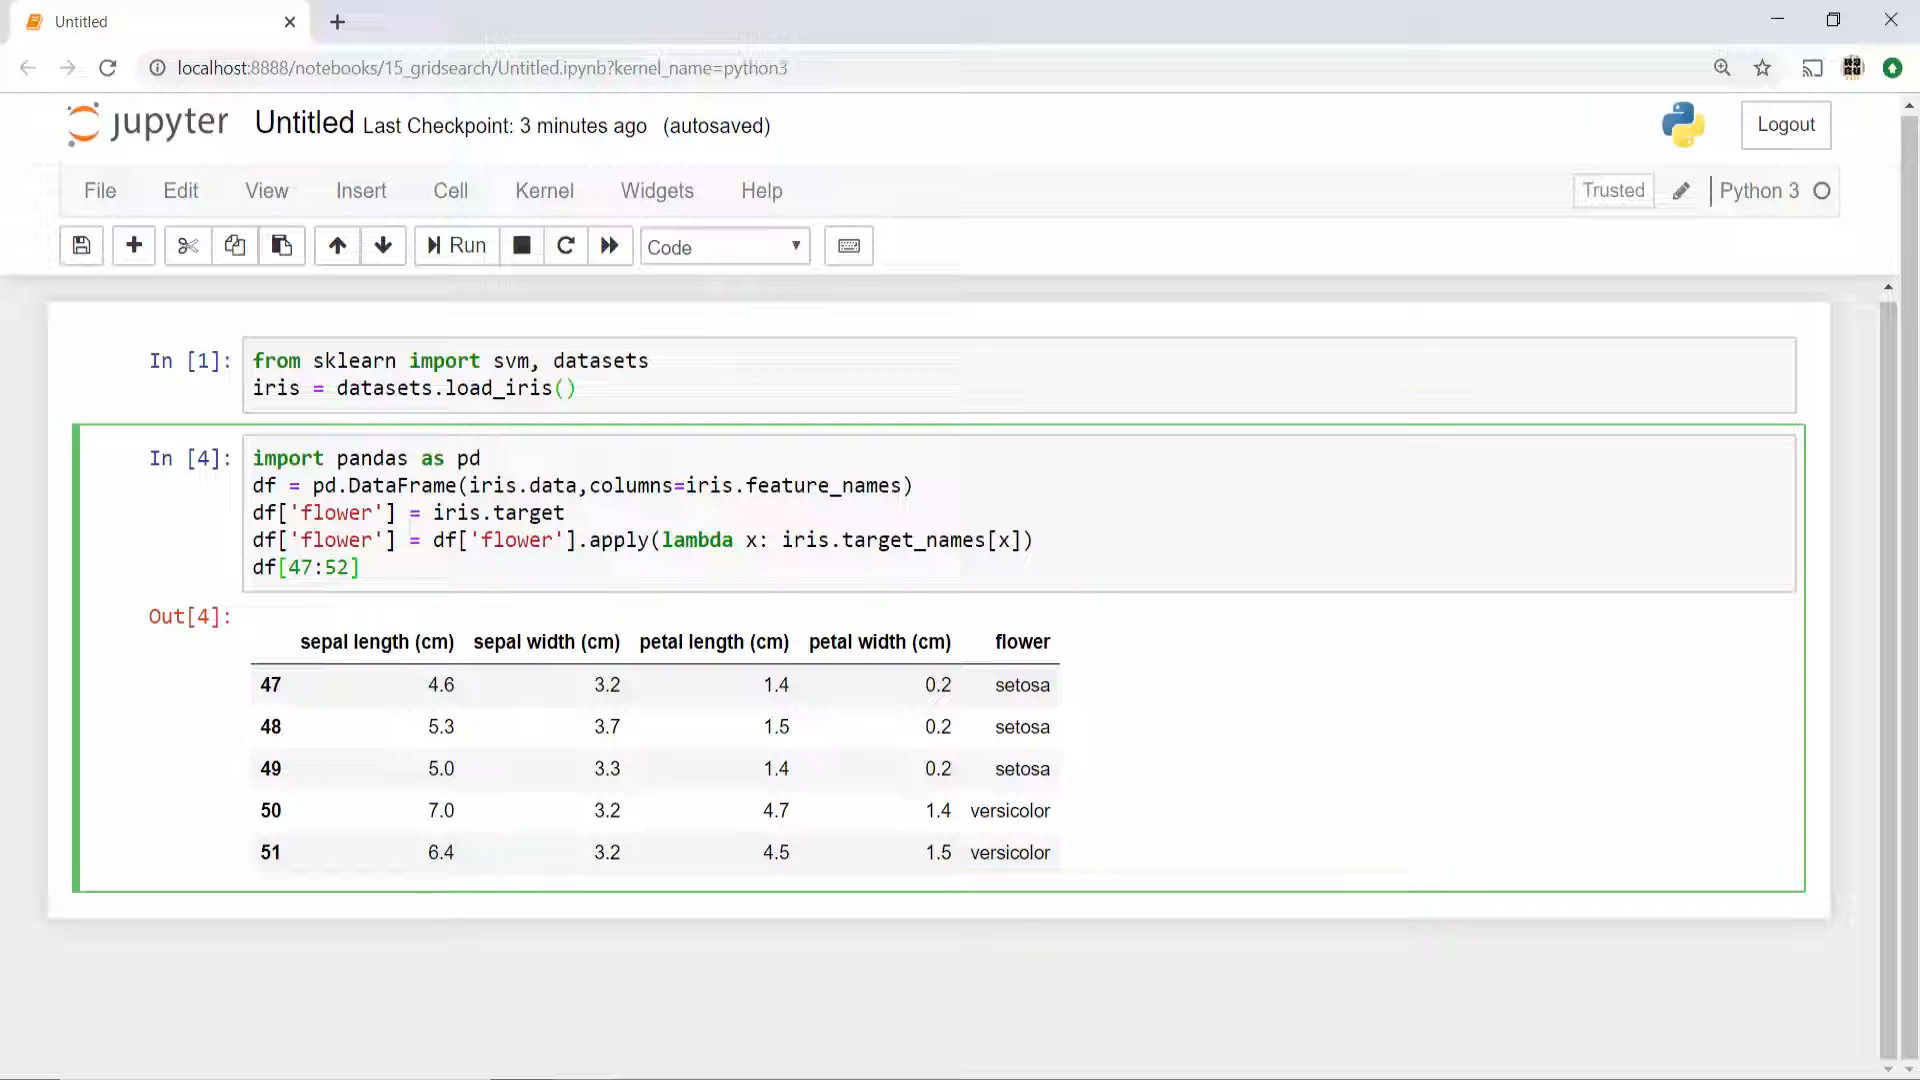 Untitled
localhost:8888/notebooks/15_gridsearch/Untitled.ipynb?kernel_name=python3
jupyter Untitled Last Checkpoint: 3 minutes ago (autosaved) Logout
File Edit View Insert Cell Kernel Widgets Help Trusted Python 3
Run Code
In [1]: from sklearn import svm, datasets
iris = datasets.load_iris()
In [4]: import pandas as pd
df = pd.DataFrame(iris.data,columns=iris.feature_names)
df['flower'] = iris.target
df['flower'] = df['flower'].apply(lambda x: iris.target_names[x])
df[47:52]
Out[4]:
sepal length (cm) sepal width (cm) petal length (cm) petal width (cm) flower
47 4.6 3.2 1.4 0.2 setosa
48 5.3 3.7 1.5 0.2 setosa
49 5.0 3.3 1.4 0.2 setosa
50 7.0 3.2 4.7 1.4 versicolor
51 6.4 3.2 4.5 1.5 versicolor